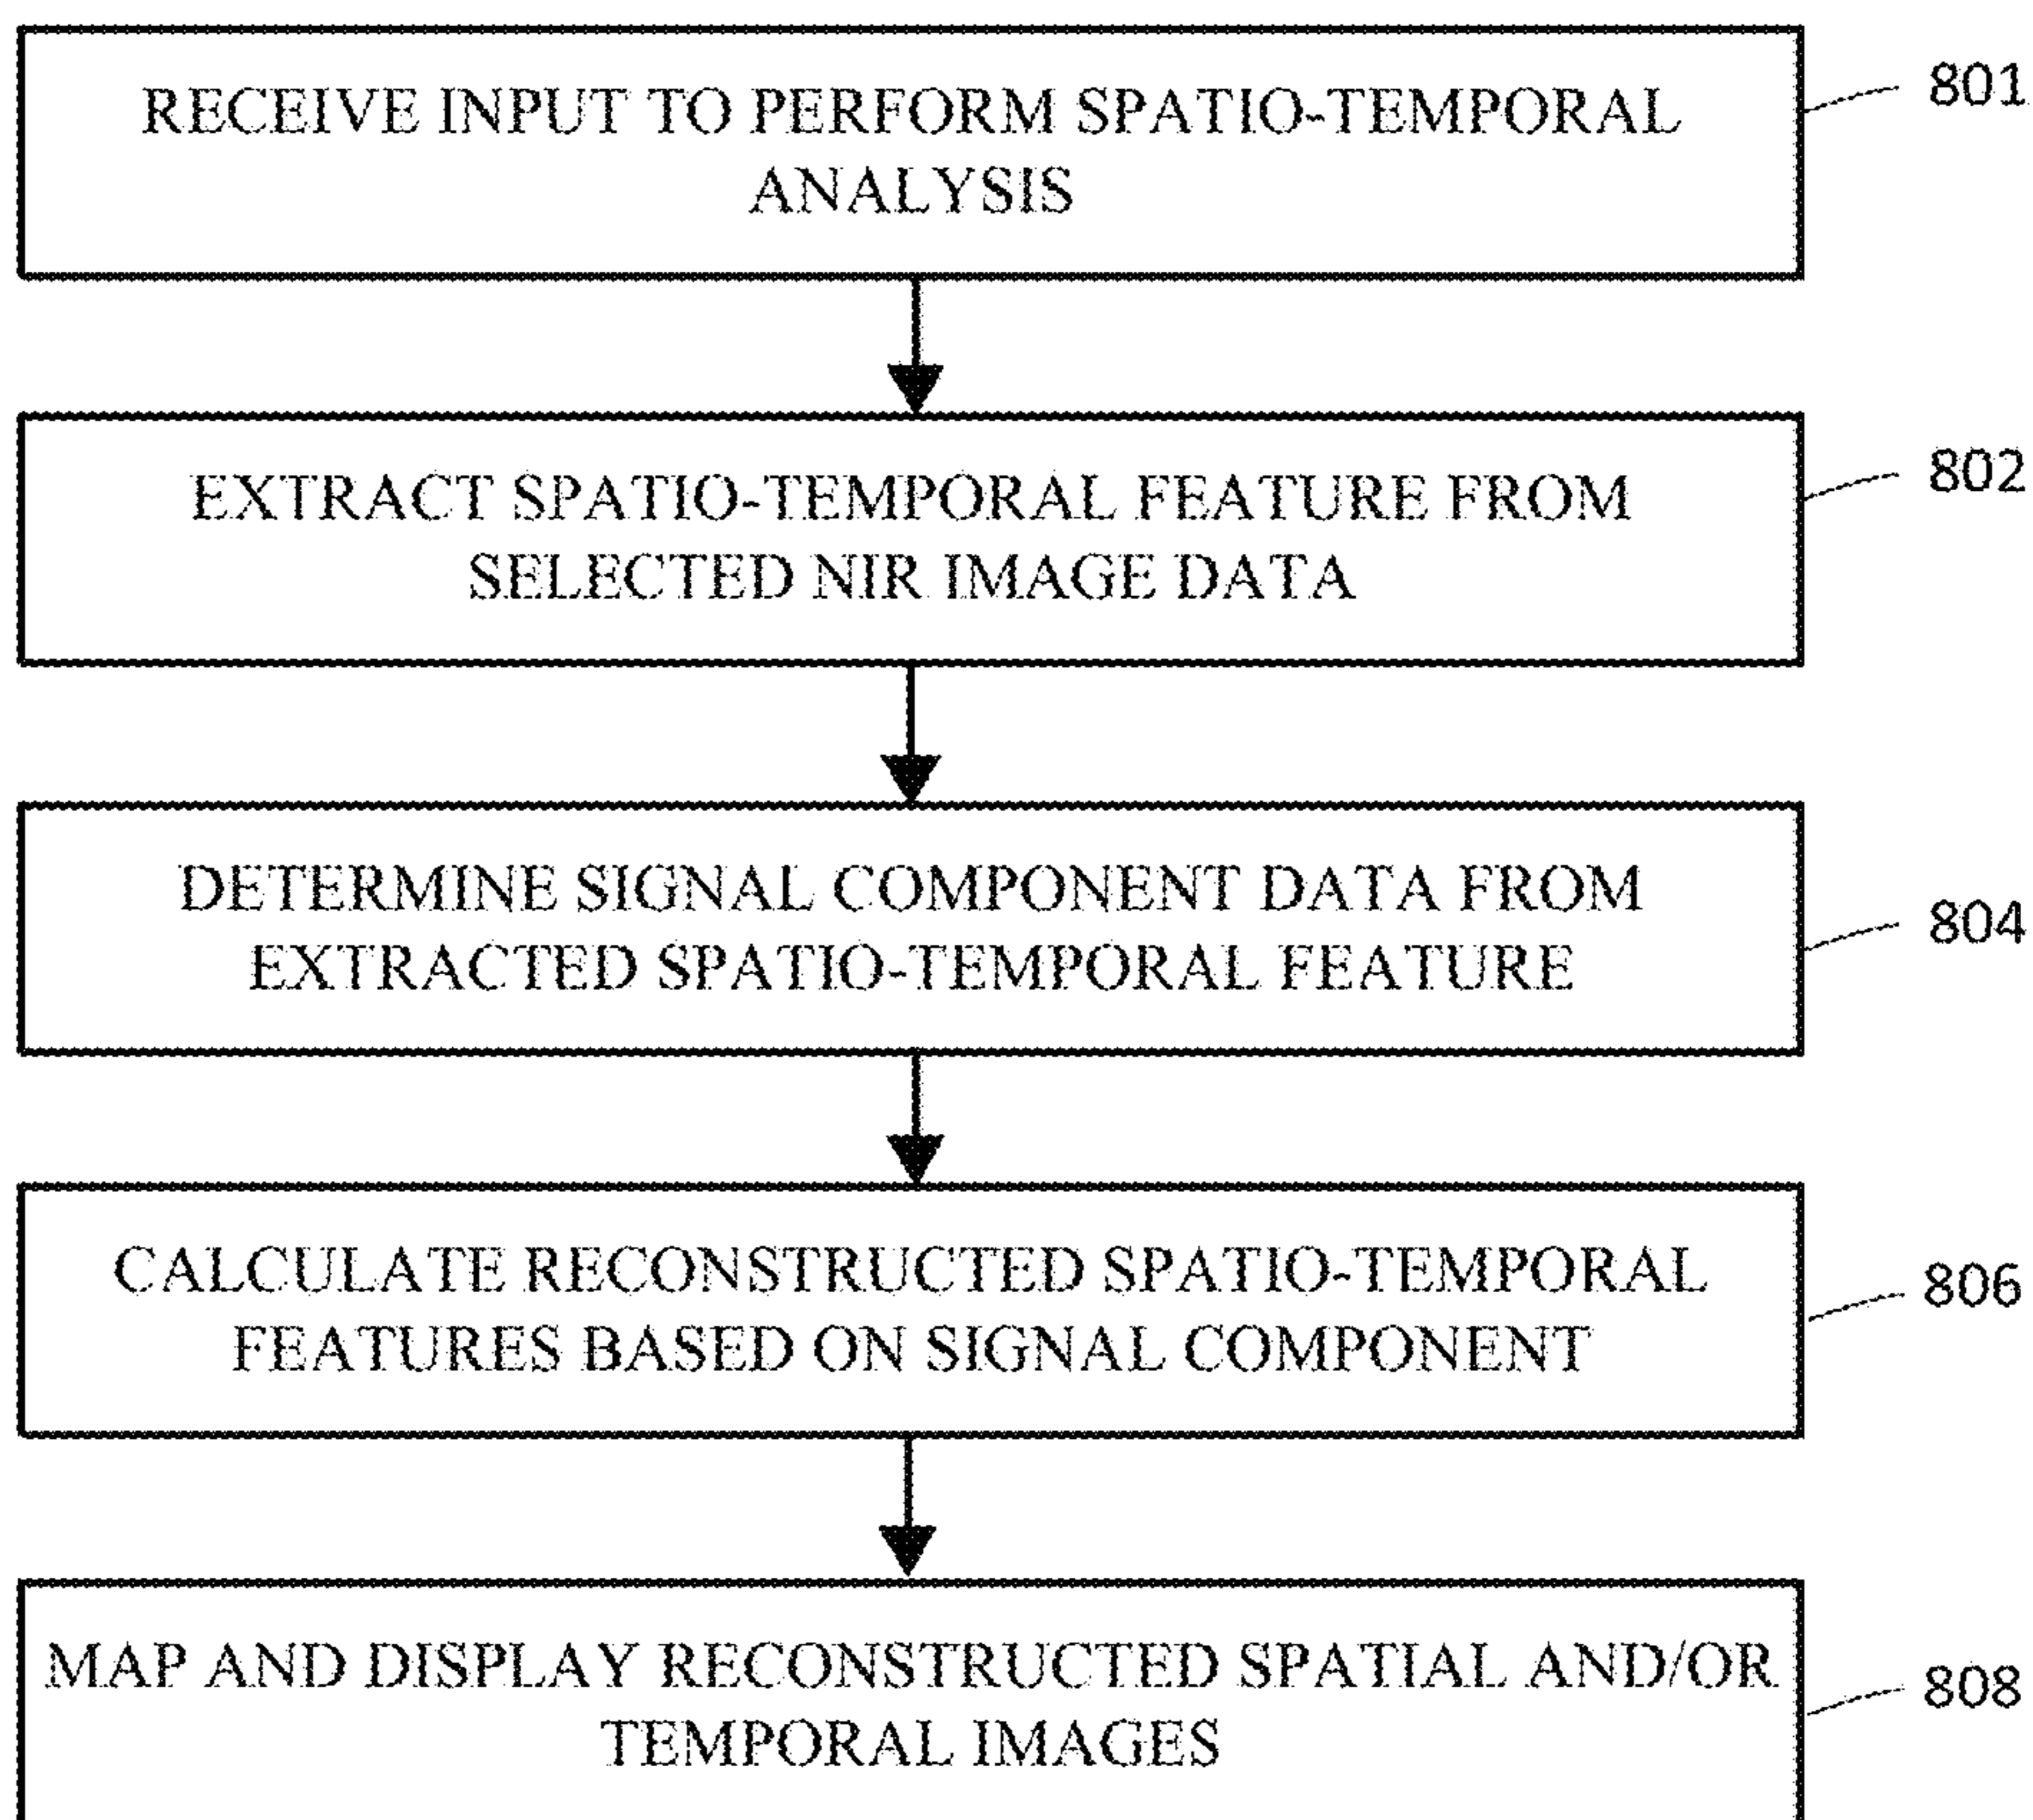 RECEIVE INPUT TO PERFORM SPATIO-TEMPORAL
ANALYSIS
801
EXTRACT SPATIO-TEMPORAL FEATURE FROM
SELECTED NIR IMAGE DATA
802
DETERMINE SIGNAL COMPONENT DATA FROM
EXTRACTED SPATIO-TEMPORAL FEATURE
804
CALCULATE RECONSTRUCTED SPATIO-TEMPORAL
FEATURES BASED ON SIGNAL COMPONENT
806
MAP AND DISPLAY RECONSTRUCTED SPATIAL AND/OR
TEMPORAL IMAGES
808